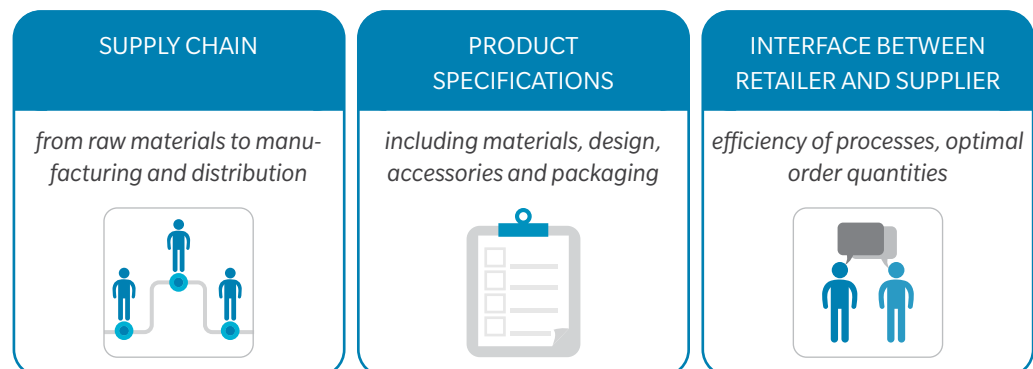 SUPPLY CHAIN
from raw materials to manu-
facturing and distribution
PRODUCT
SPECIFICATIONS
including materials, design,
accessories and packaging
INTERFACE BETWEEN
RETAILER AND SUPPLIER
efficiency of processes, optimal
order quantities